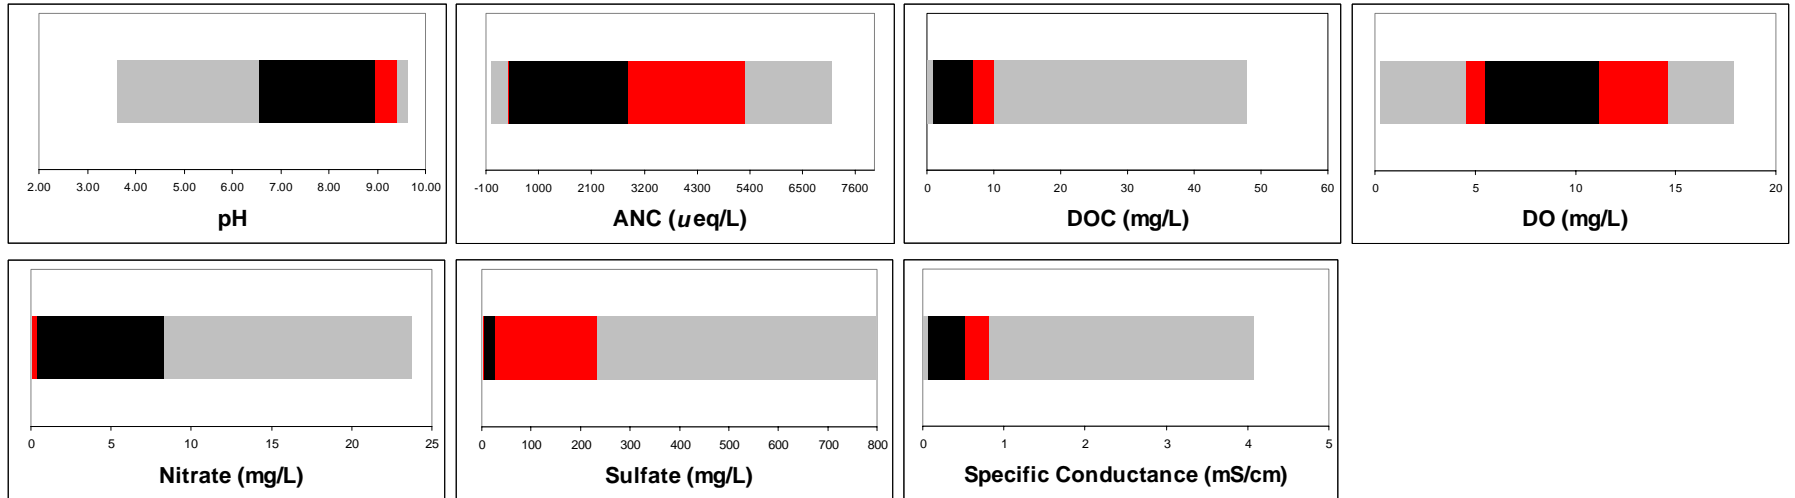 2.00 3.00 4.00 5.00 6.00 7.00 8.00 9.00 10.00
pH
-100 1000 2100 3200 4300 5400 6500 7600
ANC (ueq/L)
0 10 20 30 40 50 60
DOC (mg/L)
0 5 10 15 20
DO (mg/L)
0 5 10 15 20 25
Nitrate (mg/L)
0 100 200 300 400 500 600 700 800
Sulfate (mg/L)
0 1 2 3 4 5
Specific Conductance (mS/cm)